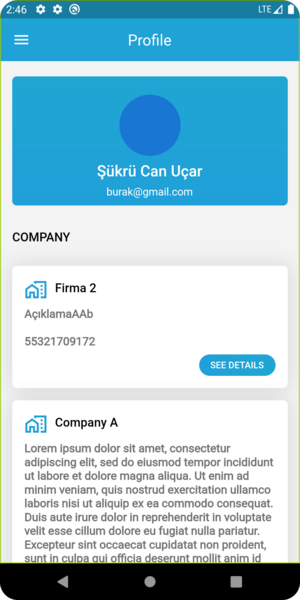 2:46
LTE
Profile
Şükrü Can Uçar
burak@gmail.com
COMPANY
Firma 2
AçıklamaAAb
55321709172
SEE DETAILS
Company A
Lorem ipsum dolor sit amet, consectetur
adipiscing elit, sed do eiusmod tempor incididunt
ut labore et dolore magna aliqua. Ut enim ad
minim veniam, quis nostrud exercitation ullamco
laboris nisi ut aliquip ex ea commodo consequat.
Duis aute irure dolor in reprehenderit in voluptate
velit esse cillum dolore eu fugiat nulla pariatur.
Excepteur sint occaecat cupidatat non proident,
sunt in culpa qui officia deserunt mollit anim id